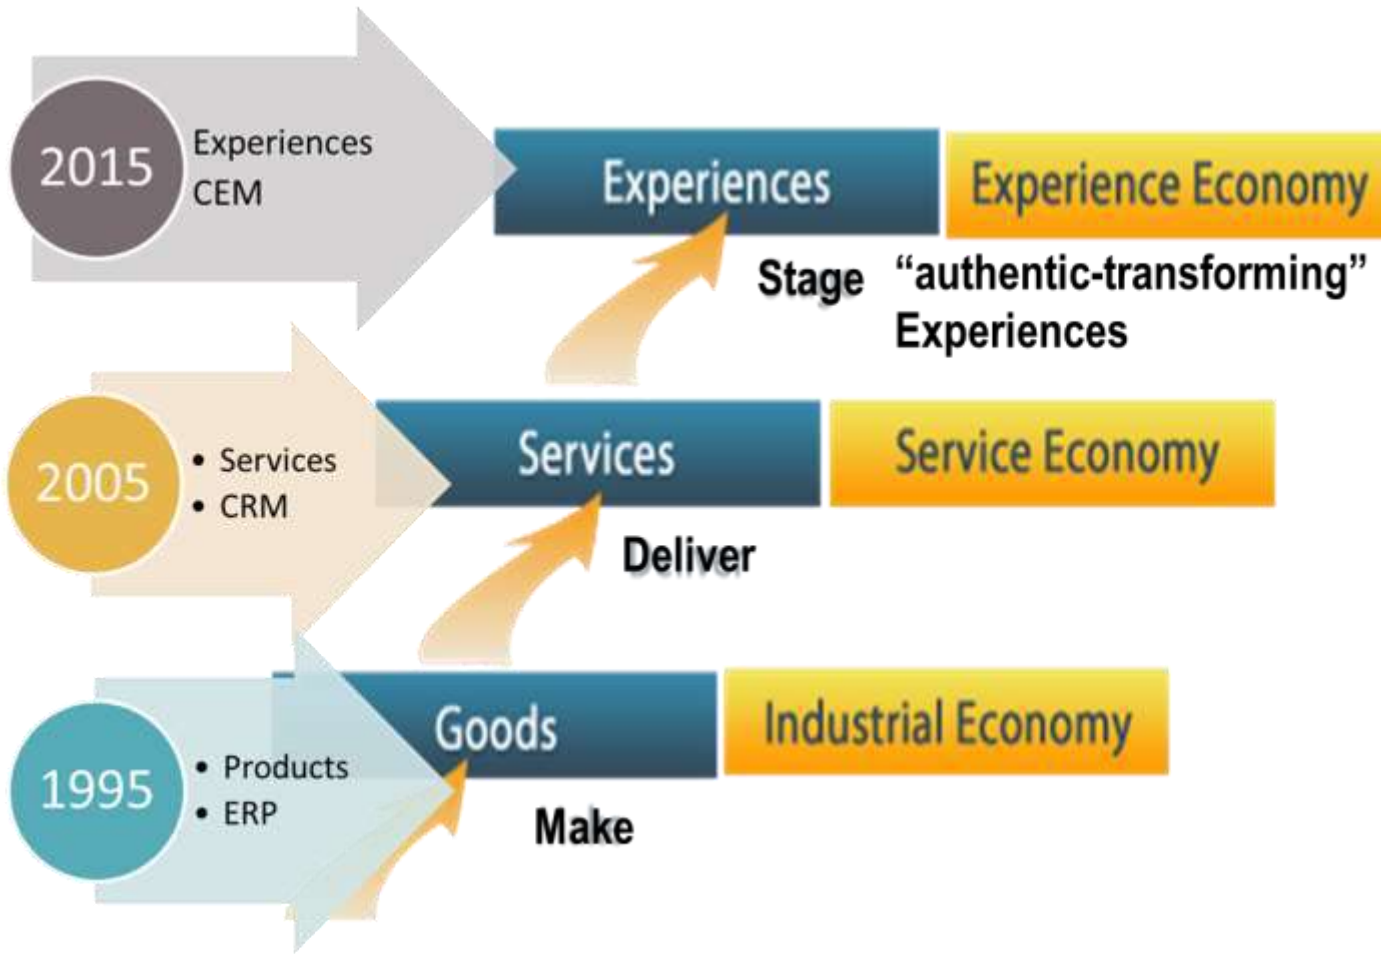 2015
Experiences
CEM
Experiences
Experience Economy
Stage
“authentic-transforming”
Experiences
2005
• Services
• CRM
Services
Service Economy
Deliver
1995
• Products
• ERP
Goods
Industrial Economy
Make